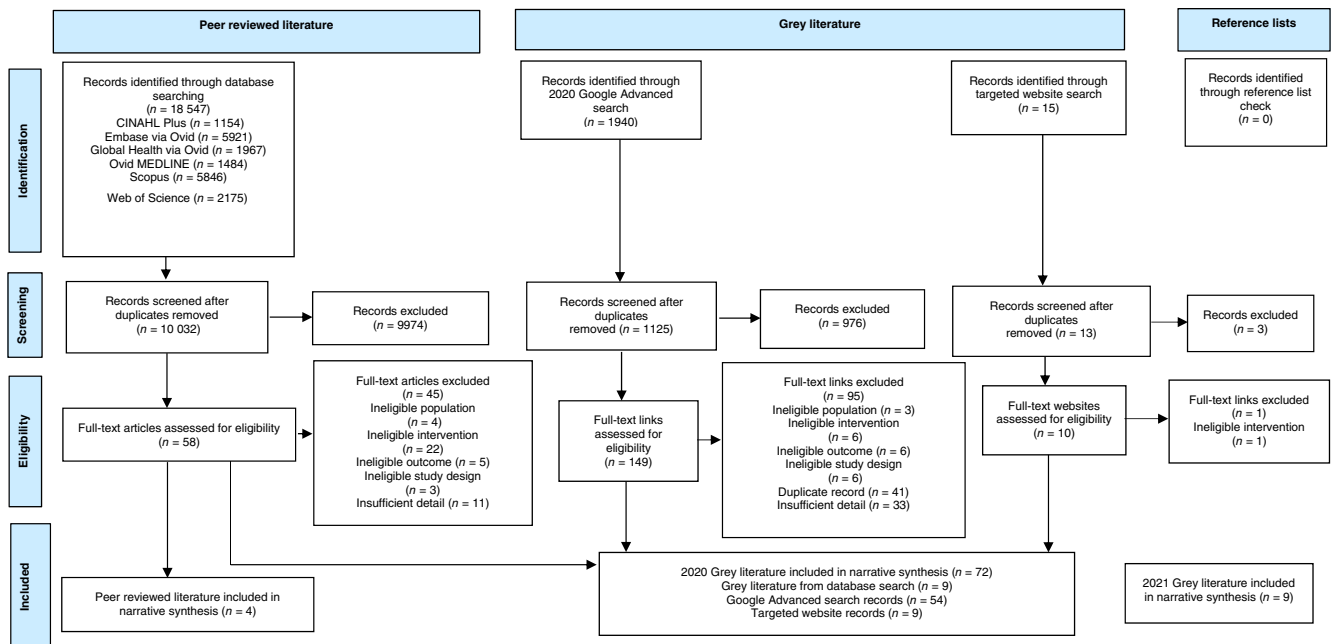 Peer reviewed literature
Grey literature
Reference lists
Identification
Records identified through database
searching
(n = 18 547)
CINAHL Plus (n = 1154)
Embase via Ovid (n = 5921)
Global Health via Ovid (n = 1967)
Ovid MEDLINE (n = 1484)
Scopus (n = 5846)
Web of Science (n = 2175)
Records identified through
2020 Google Advanced
search
(n = 1940)
Records identified through
targeted website search
(n = 15)
Records identified
through reference list
check
(n = 0)
Screening
Records screened after
duplicates removed
(n = 10 032)
Records excluded
(n = 9974)
Records screened after
duplicates
removed (n = 1125)
Records excluded
(n = 976)
Records screened after
duplicates
removed (n = 13)
Records excluded
(n = 3)
Eligibility
Full-text articles assessed for eligibility
(n = 58)
Full-text articles excluded
(n = 45)
Ineligible population
(n = 4)
Ineligible intervention
(n = 22)
Ineligible outcome (n = 5)
Ineligible study design
(n = 3)
Insufficient detail (n = 11)
Full-text links
assessed for
eligibility
(n = 149)
Full-text links excluded
(n = 95)
Ineligible population (n = 3)
Ineligible intervention
(n = 6)
Ineligible outcome (n = 6)
Ineligible study design
(n = 6)
Duplicate record (n = 41)
Insufficient detail (n = 33)
Full-text websites
assessed for eligibility
(n = 10)
Full-text links excluded
(n = 1)
Ineligible intervention
(n = 1)
Included
Peer reviewed literature included in
narrative synthesis (n = 4)
2020 Grey literature included in narrative synthesis (n = 72)
Grey literature from database search (n = 9)
Google Advanced search records (n = 54)
Targeted website records (n = 9)
2021 Grey literature included
in narrative synthesis (n = 9)